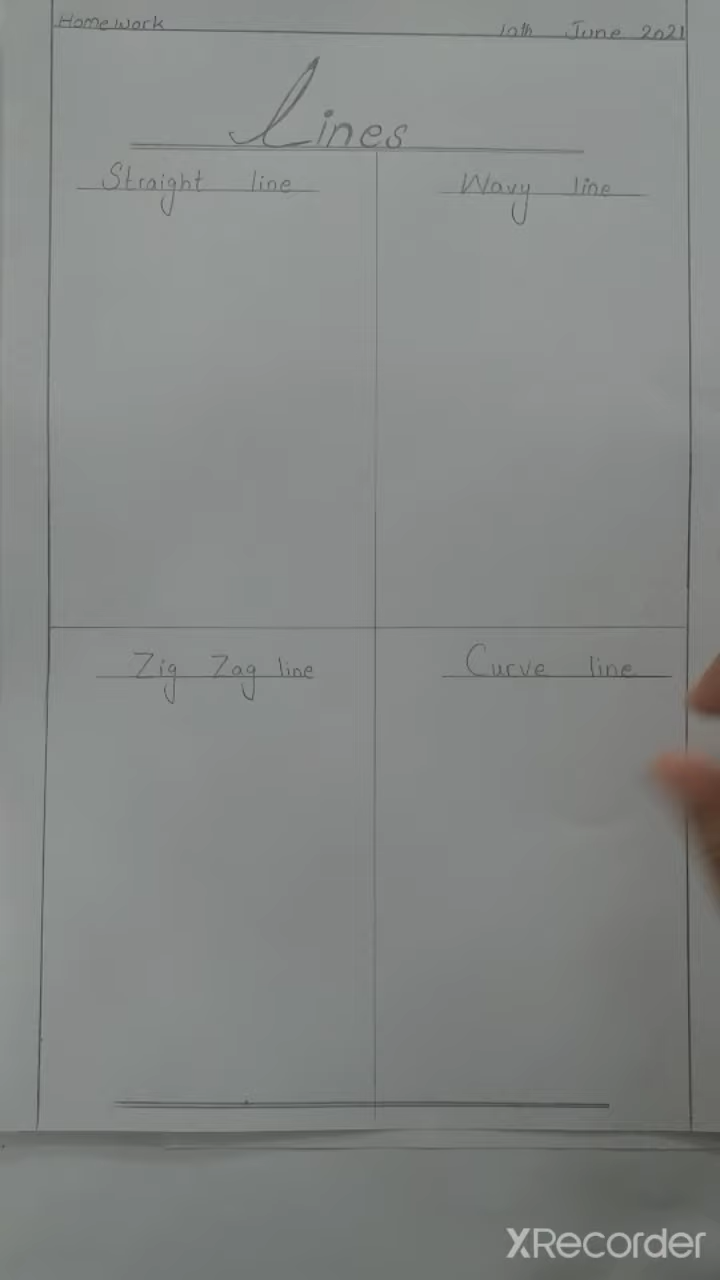 Home Work 10th June 2021
Lines
Straight line Wavy line
Zig Zag line Curve line
XRecorder